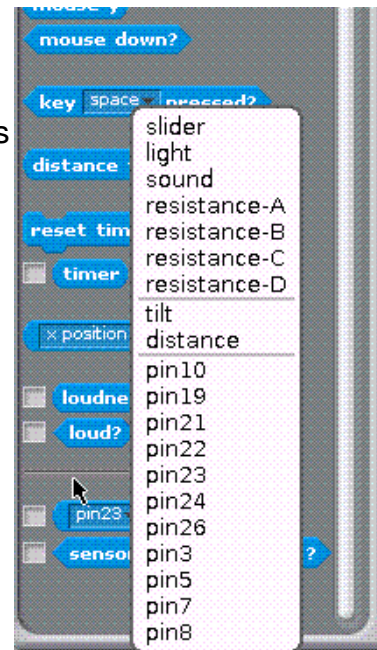 mouse down?
key space pressed?
slider
s
light
sound
distance
resistance-A
resistance-B
reset tim
resistance-C
timer
resistance-D
tilt
x position
distance
pin10
loudne
pin19
loud?
pin21
pin22
pin23
pin23
pin24
pin26
senso
?
pin3
pin5
pin7
pin8